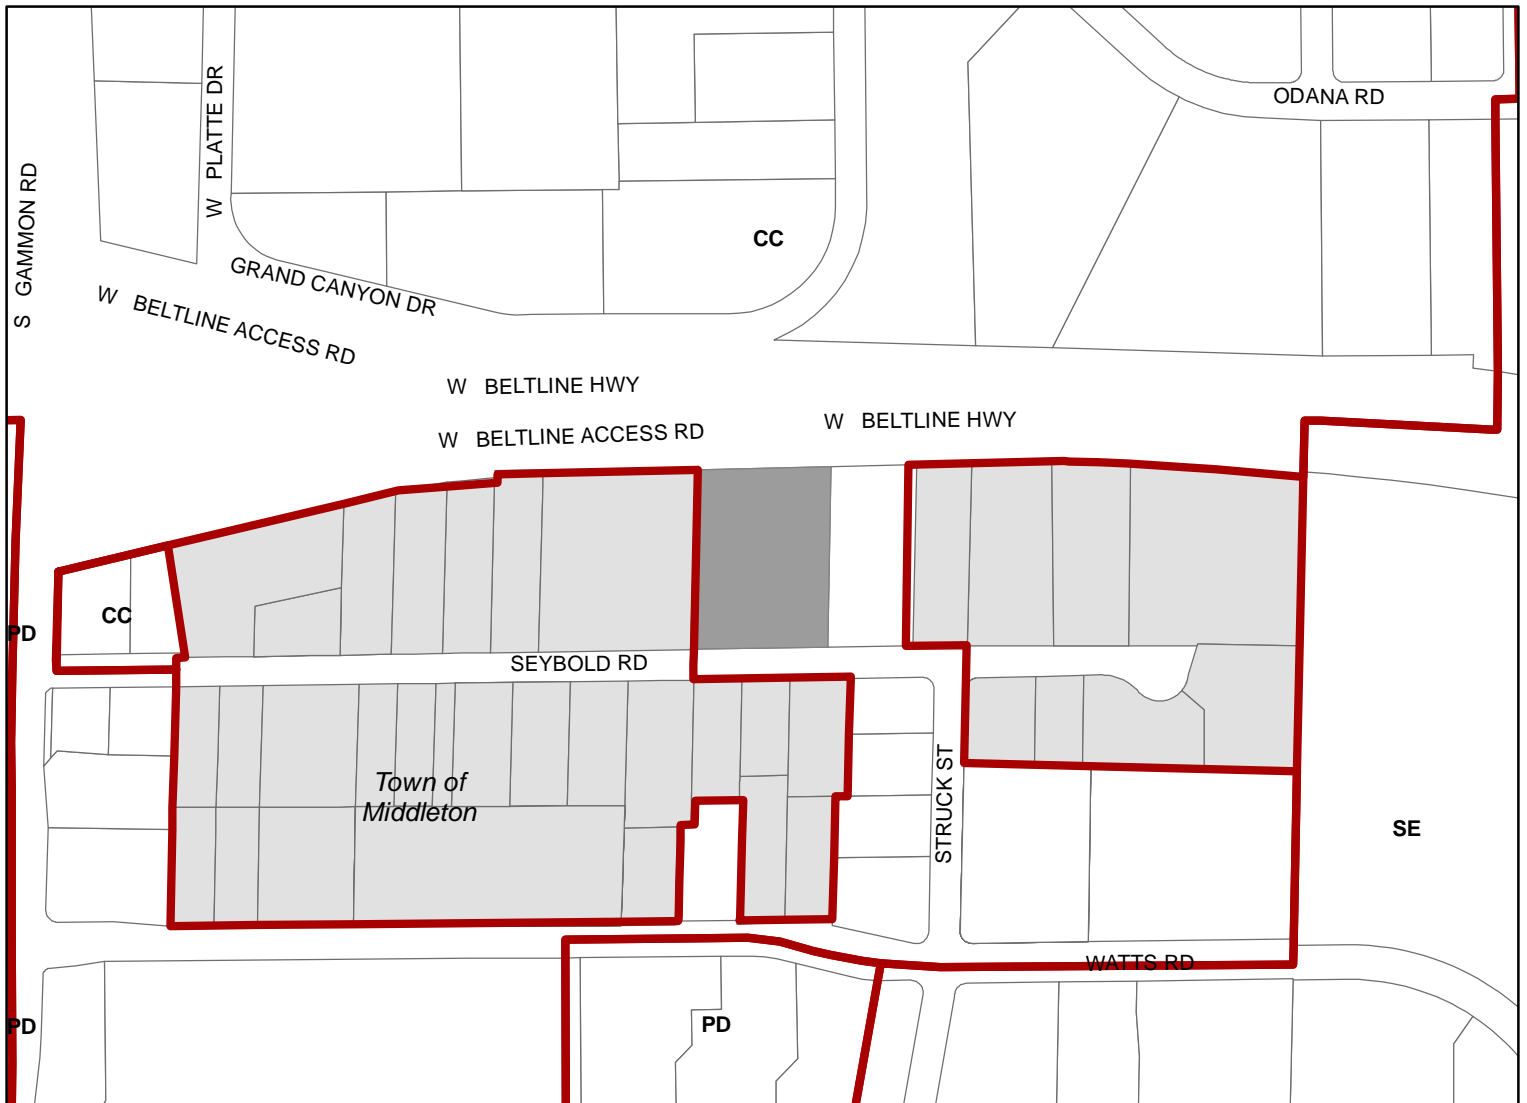 W PLATTE DR
ODANA RD
S GAMMON RD
CC
GRAND CANYON DR
W BELTLINE ACCESS RD
W BELTLINE HWY
W BELTLINE ACCESS RD
W BELTLINE HWY
CC
PD
SEYBOLD RD
Town of
Middleton
STRUCK ST
SE
WATTS RD
PD
PD